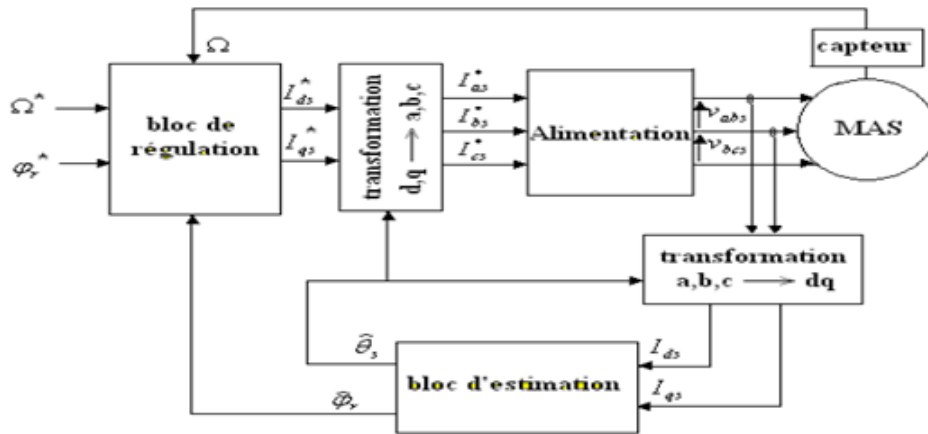 Ω
capteur
Ω*
bloc de
régulation
φr*
Ids*
Iqs*
transformation
d,q → a,b,c
Ias*
Ibs*
Ics*
Alimentation
vabs
vbcs
MAS
transformation
a,b,c → dq
θ̂s
φ̂r
bloc d'estimation
Ids
Iqs